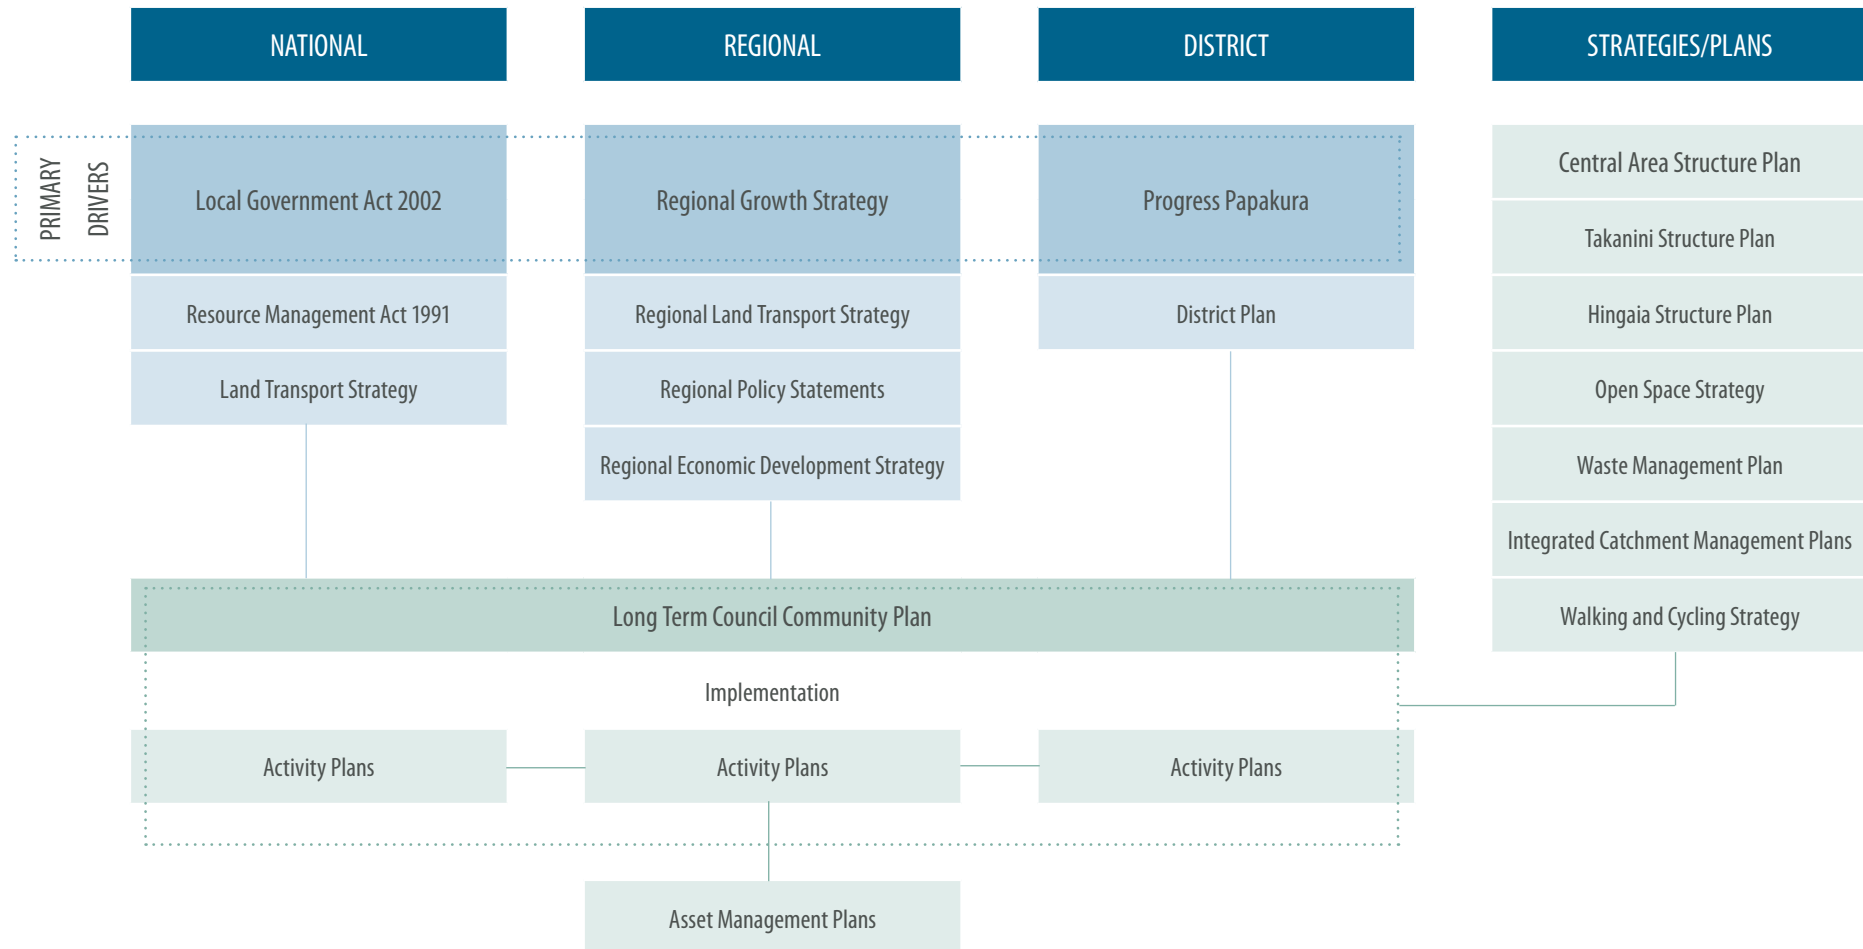 NATIONAL
REGIONAL
DISTRICT
STRATEGIES/PLANS
PRIMARY
DRIVERS
Local Government Act 2002
Regional Growth Strategy
Progress Papakura
Resource Management Act 1991
Regional Land Transport Strategy
District Plan
Land Transport Strategy
Regional Policy Statements
Regional Economic Development Strategy
Central Area Structure Plan
Takanini Structure Plan
Hingaia Structure Plan
Open Space Strategy
Waste Management Plan
Integrated Catchment Management Plans
Walking and Cycling Strategy
Long Term Council Community Plan
Implementation
Activity Plans
Activity Plans
Activity Plans
Asset Management Plans